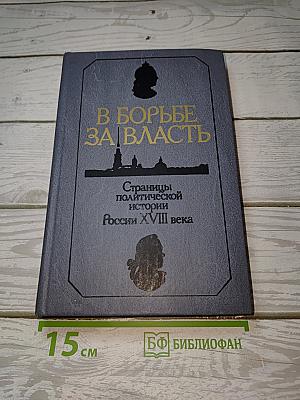 В БОРЬБЕ
ЗА ВЛАСТЬ
Страницы
политической
истории
России XVIII века
15 см
БФ БИБЛИОФАН